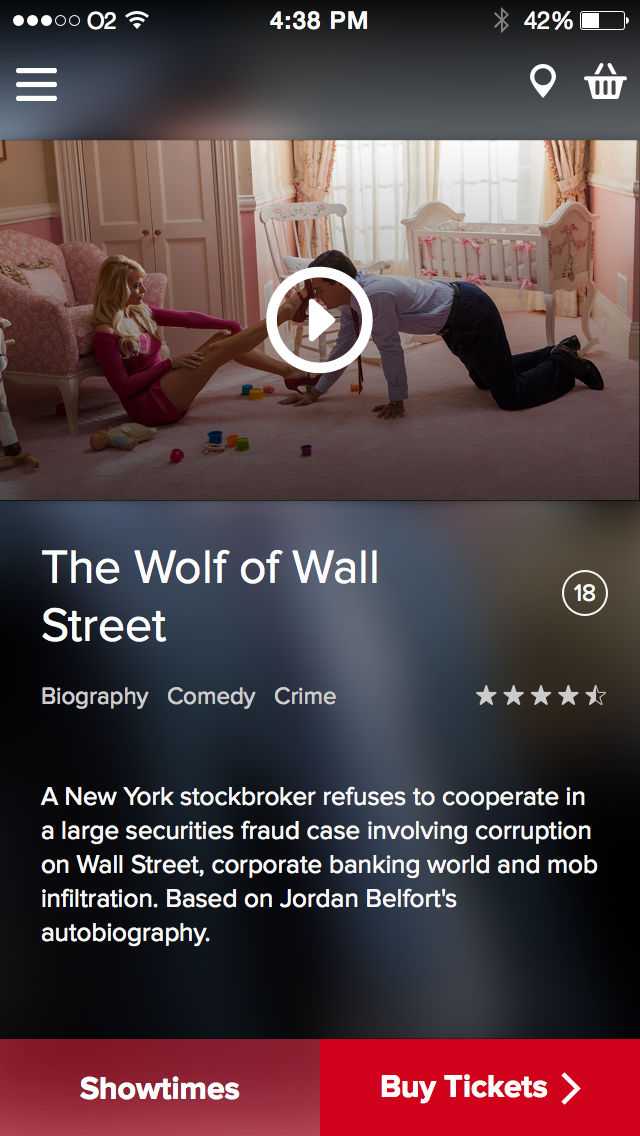 O2 4:38 PM 42%
The Wolf of Wall
Street
18
Biography Comedy Crime
A New York stockbroker refuses to cooperate in
a large securities fraud case involving corruption
on Wall Street, corporate banking world and mob
infiltration. Based on Jordan Belfort's
autobiography.
Showtimes Buy Tickets